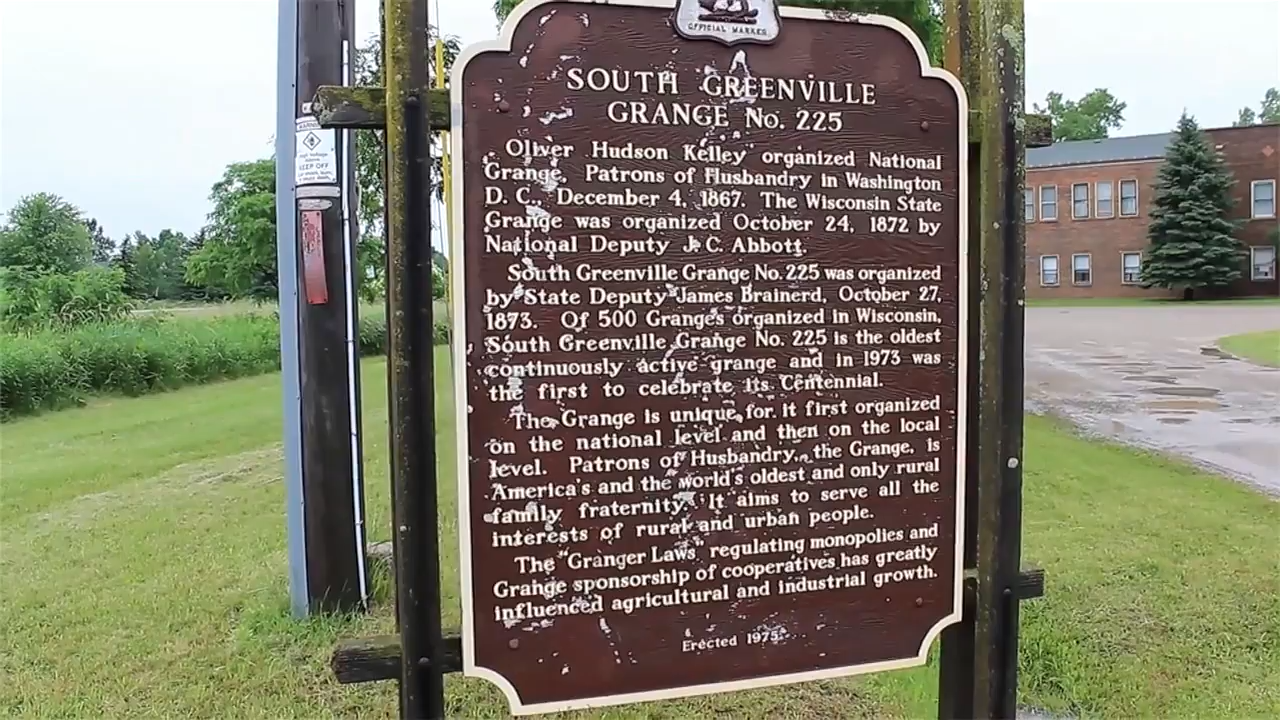 OFFICIAL MARKER
SOUTH GREENVILLE
GRANGE No. 225
Oliver Hudson Kelley organized National
Grange, Patrons of Husbandry in Washington
D. C., December 4, 1867. The Wisconsin State
Grange was organized October 24, 1872 by
National Deputy J. C. Abbott.
South Greenville Grange No. 225 was organized
by State Deputy James Brainerd, October 27,
1873. Of 500 Granges organized in Wisconsin,
South Greenville Grange No. 225 is the oldest
continuously active grange and in 1973 was
the first to celebrate its Centennial.
The Grange is unique, for it first organized
on the national level and then on the local
level. Patrons of Husbandry, the Grange, is
America's and the world's oldest and only rural
family fraternity. It aims to serve all the
interests of rural and urban people.
The "Granger Laws" regulating monopolies and
Grange sponsorship of cooperatives has greatly
influenced agricultural and industrial growth.
Erected 1975
WARNING
High Voltage
Above
KEEP OFF